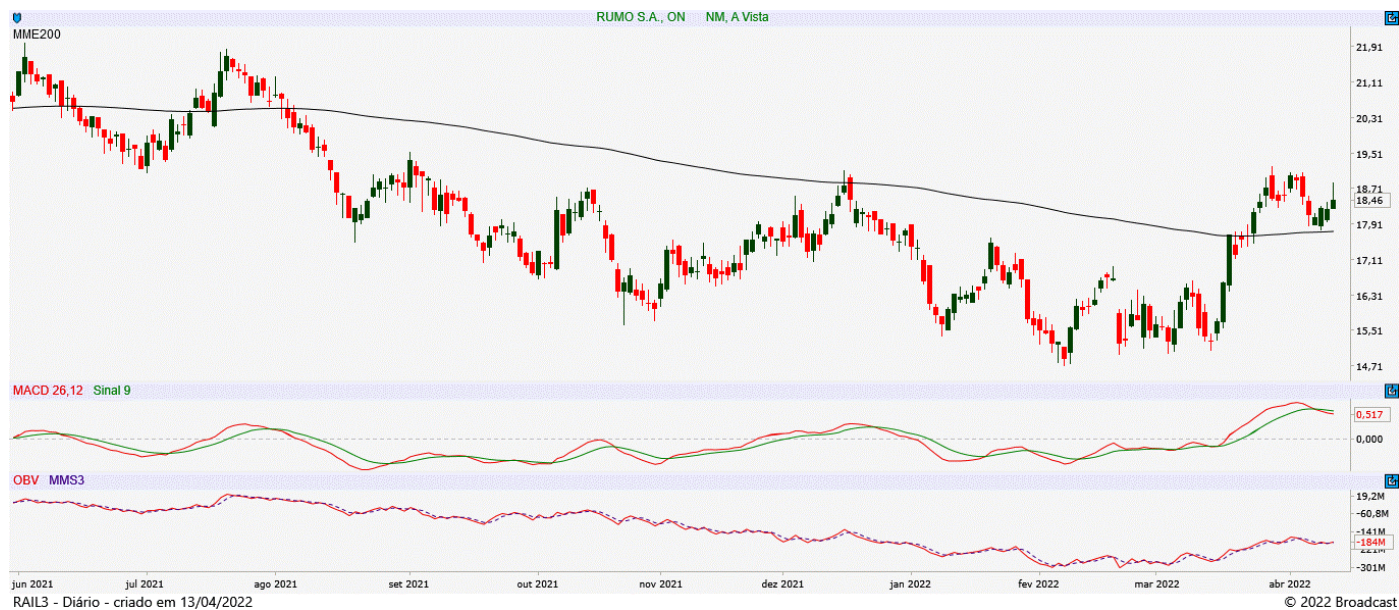 RUMO S.A., ON NM, A Vista
MME200
21,91
21,11
20,31
19,51
18,71
18,46
17,91
17,11
16,31
15,51
14,71
MACD 26,12 Sinal 9
0,517
0,000
OBV MMS3
19,2M
-60,8M
-141M
-184M
-221M
-301M
jun 2021 jul 2021 ago 2021 set 2021 out 2021 nov 2021 dez 2021 jan 2022 fev 2022 mar 2022 abr 2022
RAIL3 - Diário - criado em 13/04/2022 © 2022 Broadcast